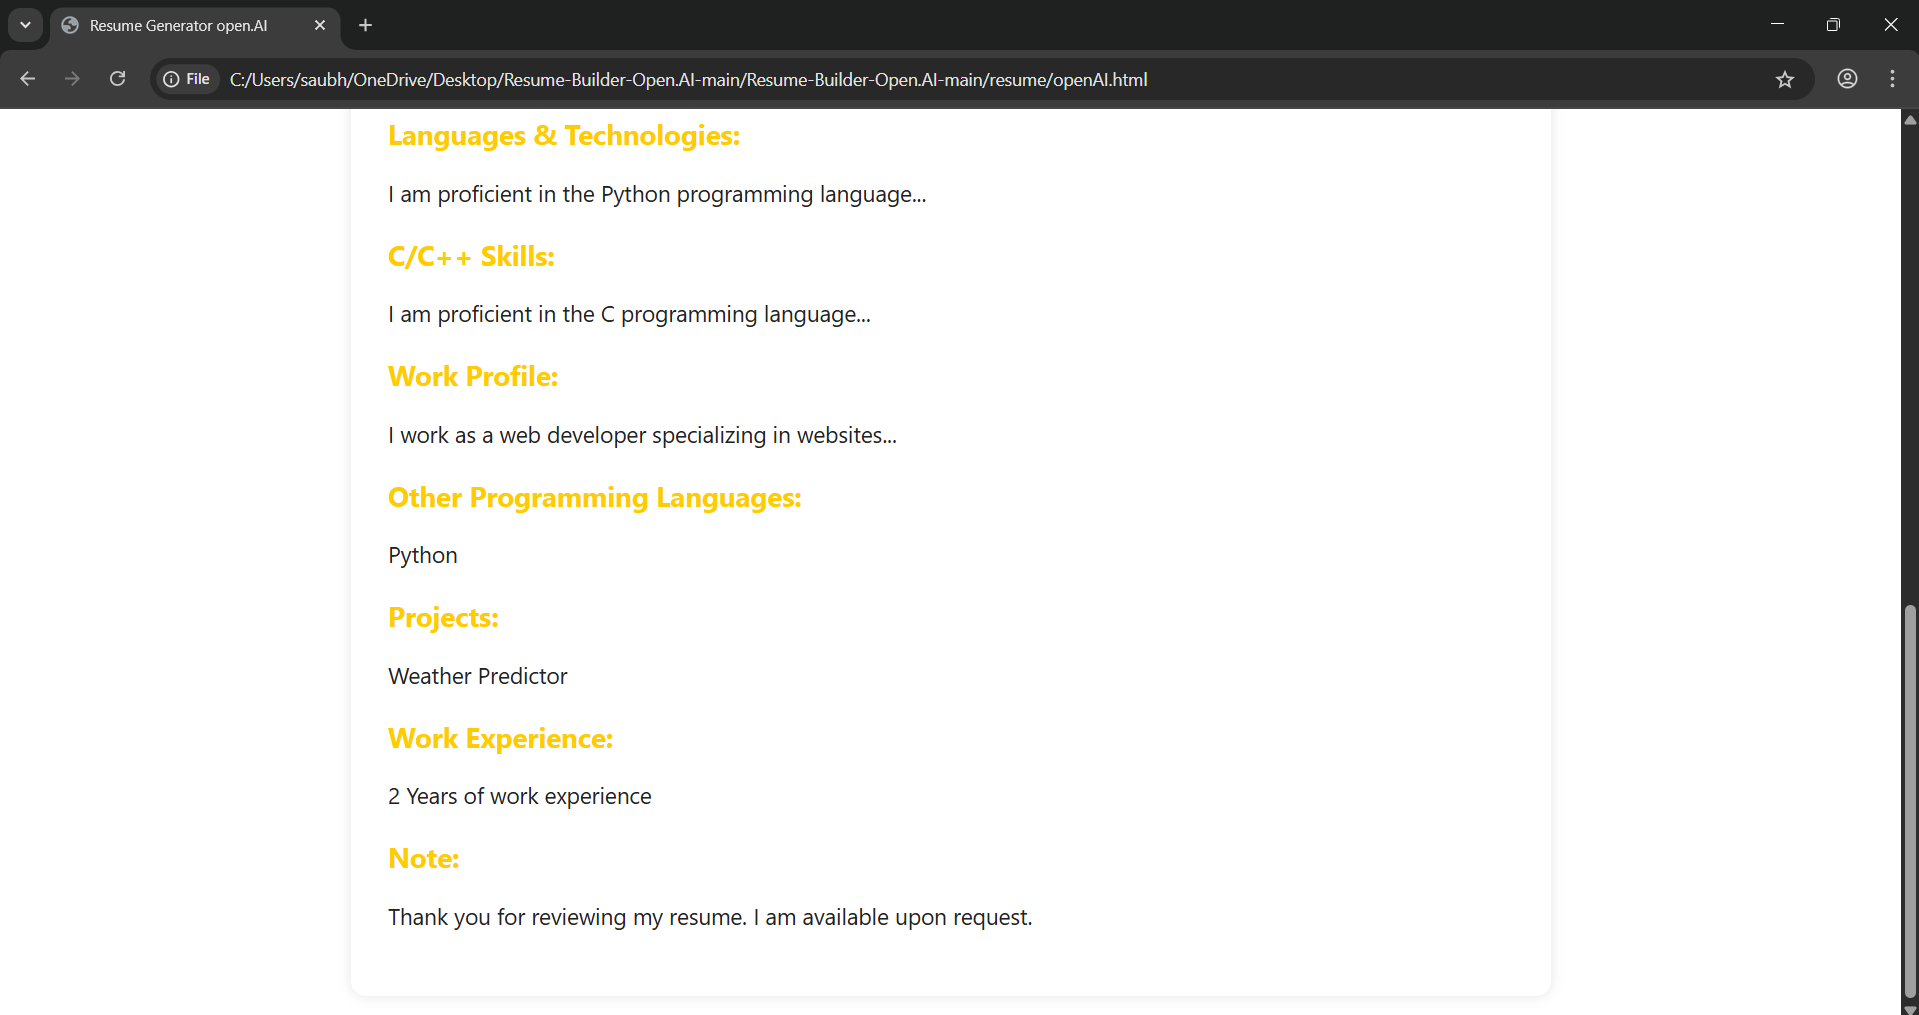 Resume Generator open.AI
File
C:/Users/saubh/OneDrive/Desktop/Resume-Builder-Open.AI-main/Resume-Builder-Open.AI-main/resume/openAI.html
Languages & Technologies:
I am proficient in the Python programming language...
C/C++ Skills:
I am proficient in the C programming language...
Work Profile:
I work as a web developer specializing in websites...
Other Programming Languages:
Python
Projects:
Weather Predictor
Work Experience:
2 Years of work experience
Note:
Thank you for reviewing my resume. I am available upon request.